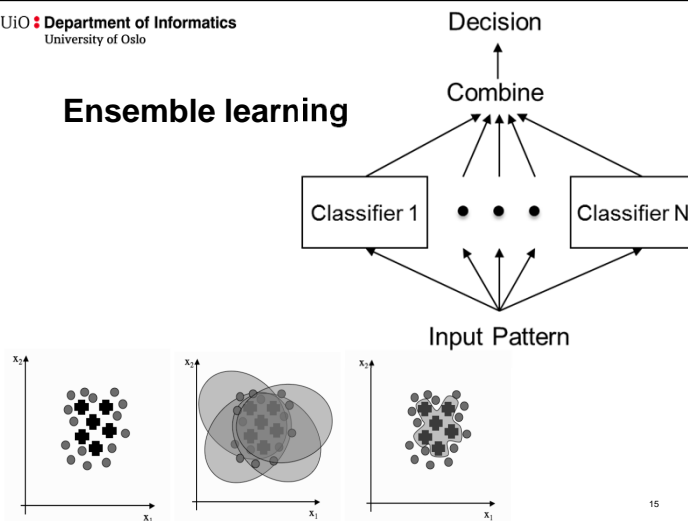 UiO : Department of Informatics
University of Oslo
Ensemble learning
Decision
Combine
Classifier 1
Classifier N
Input Pattern
x2
x1
x2
x1
x2
x1
15